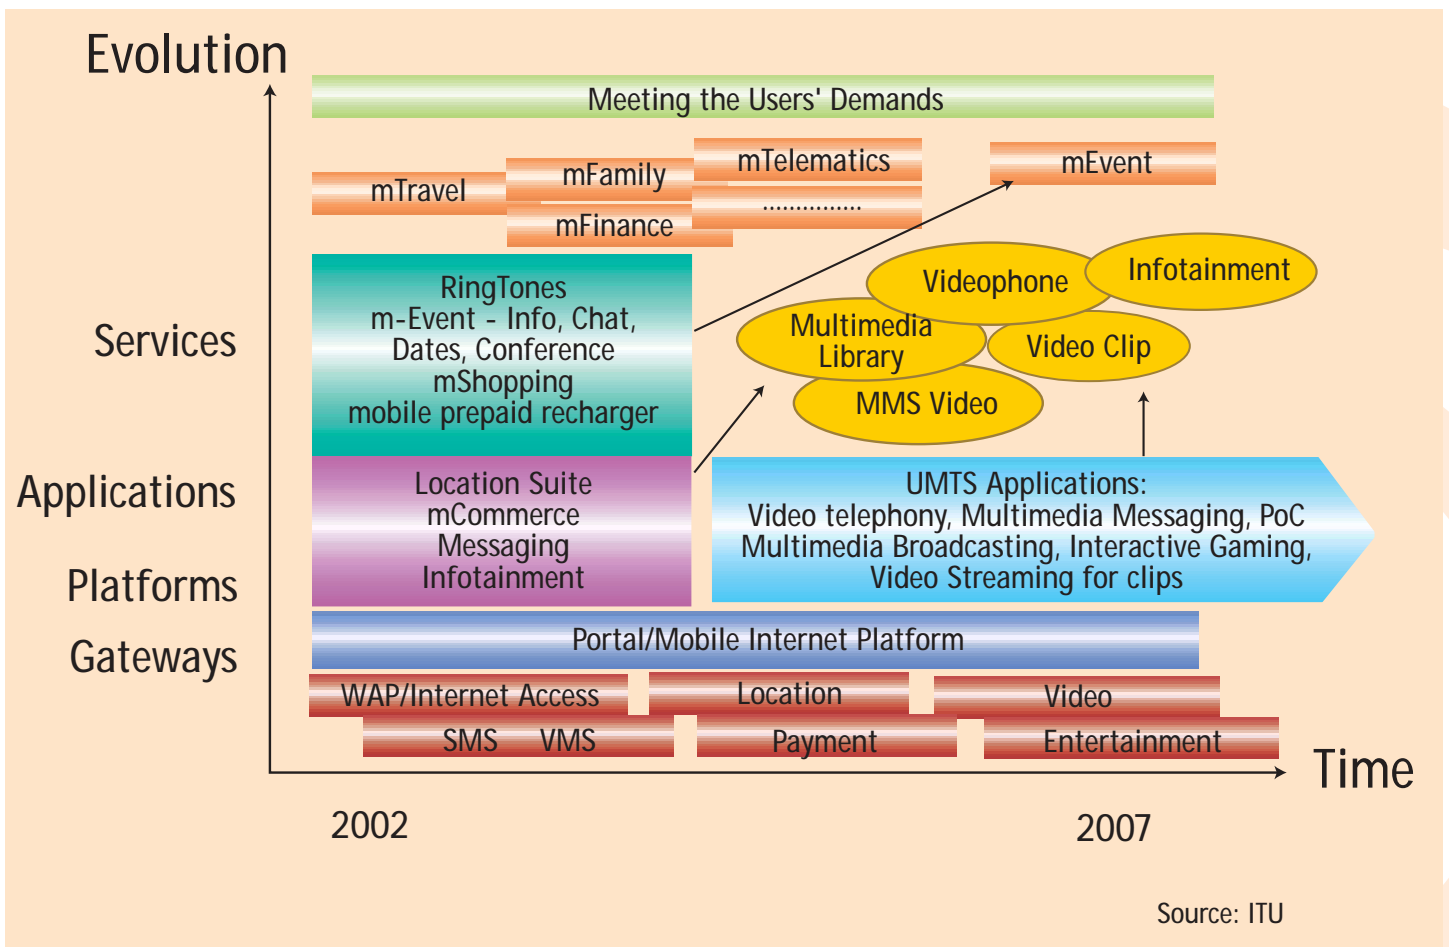 Evolution
Meeting the Users' Demands
mTelematics
mEvent
mFamily
mTravel
...............
mFinance
RingTones
m-Event - Info, Chat,
Dates, Conference
mShopping
mobile prepaid recharger
Services
Videophone
Infotainment
Multimedia
Library
Video Clip
MMS Video
Applications
Location Suite
mCommerce
Messaging
Infotainment
UMTS Applications:
Video telephony, Multimedia Messaging, PoC
Multimedia Broadcasting, Interactive Gaming,
Video Streaming for clips
Platforms
Gateways
Portal/Mobile Internet Platform
WAP/Internet Access
Location
Video
SMS VMS
Payment
Entertainment
Time
2002
2007
Source: ITU